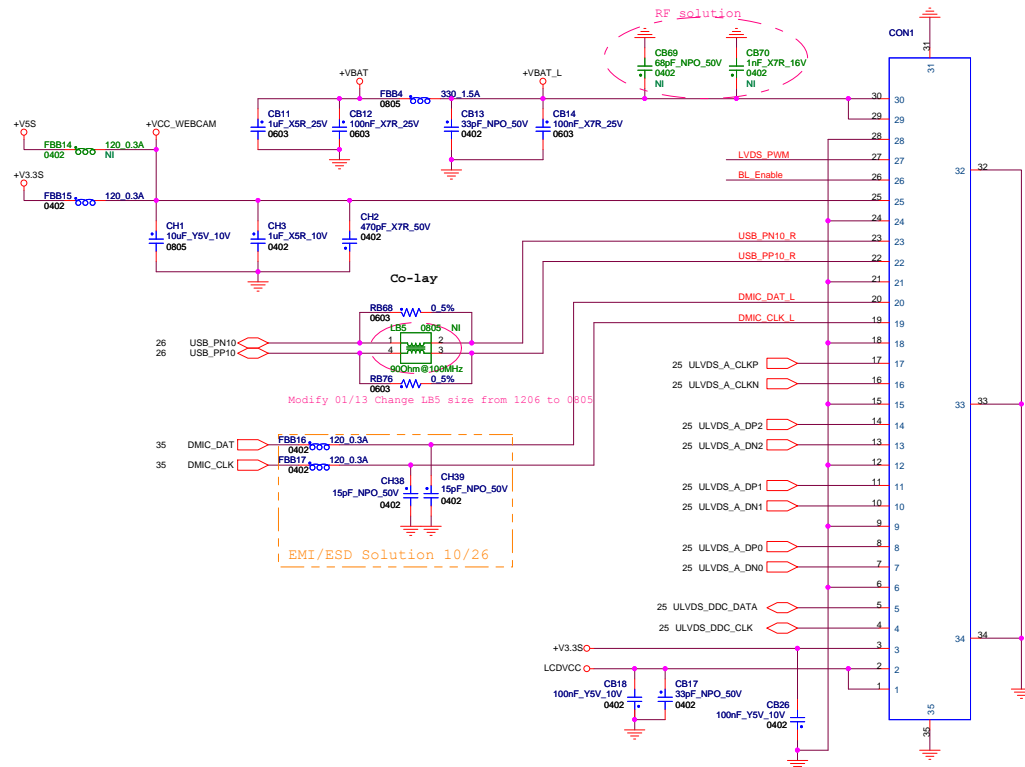 RF solution
CON1
31
31
CB69
68pF_NPO_50V
0402
NI
CB70
1nF_X7R_16V
0402
NI
+VBAT
+VBAT_L
FBB4
330_1.5A
0805
CB11
1uF_X5R_25V
0603
CB12
100nF_X7R_25V
0603
CB13
33pF_NPO_50V
0402
CB14
100nF_X7R_25V
0603
+V5S
+VCC_WEBCAM
FBB14
120_0.3A
0402
NI
+V3.3S
FBB15
120_0.3A
0402
CH1
10uF_Y5V_10V
0805
CH3
1uF_X5R_10V
0402
CH2
470pF_X7R_50V
0402
30 30
29 29
28 28
LVDS_PWM 27 27
BL_Enable 26 26
25 25
24 24
USB_PN10_R 23 23
USB_PP10_R 22 22
21 21
DMIC_DAT_L 20 20
DMIC_CLK_L 19 19
18 18
25 ULVDS_A_CLKP 17 17
25 ULVDS_A_CLKN 16 16
15 15
25 ULVDS_A_DP2 14 14
25 ULVDS_A_DN2 13 13
12 12
25 ULVDS_A_DP1 11 11
25 ULVDS_A_DN1 10 10
9 9
25 ULVDS_A_DP0 8 8
25 ULVDS_A_DN0 7 7
6 6
25 ULVDS_DDC_DATA 5 5
25 ULVDS_DDC_CLK 4 4
+V3.3S 3 3
LCDVCC 2 2
1 1
32 32
33 33
34 34
35
35
Co-lay
RB68 0_5%
0603
LB5 0805 NI
1 2
4 3
90Ohm@100MHz
RB76 0_5%
0603
26 USB_PN10
26 USB_PP10
Modify 01/13 Change LB5 size from 1206 to 0805
35 DMIC_DAT
35 DMIC_CLK
FBB16
120_0.3A
0402
FBB17
120_0.3A
0402
CH38
15pF_NPO_50V
0402
CH39
15pF_NPO_50V
0402
EMI/ESD Solution 10/26
CB18
100nF_Y5V_10V
0402
CB17
33pF_NPO_50V
0402
CB26
100nF_Y5V_10V
0402